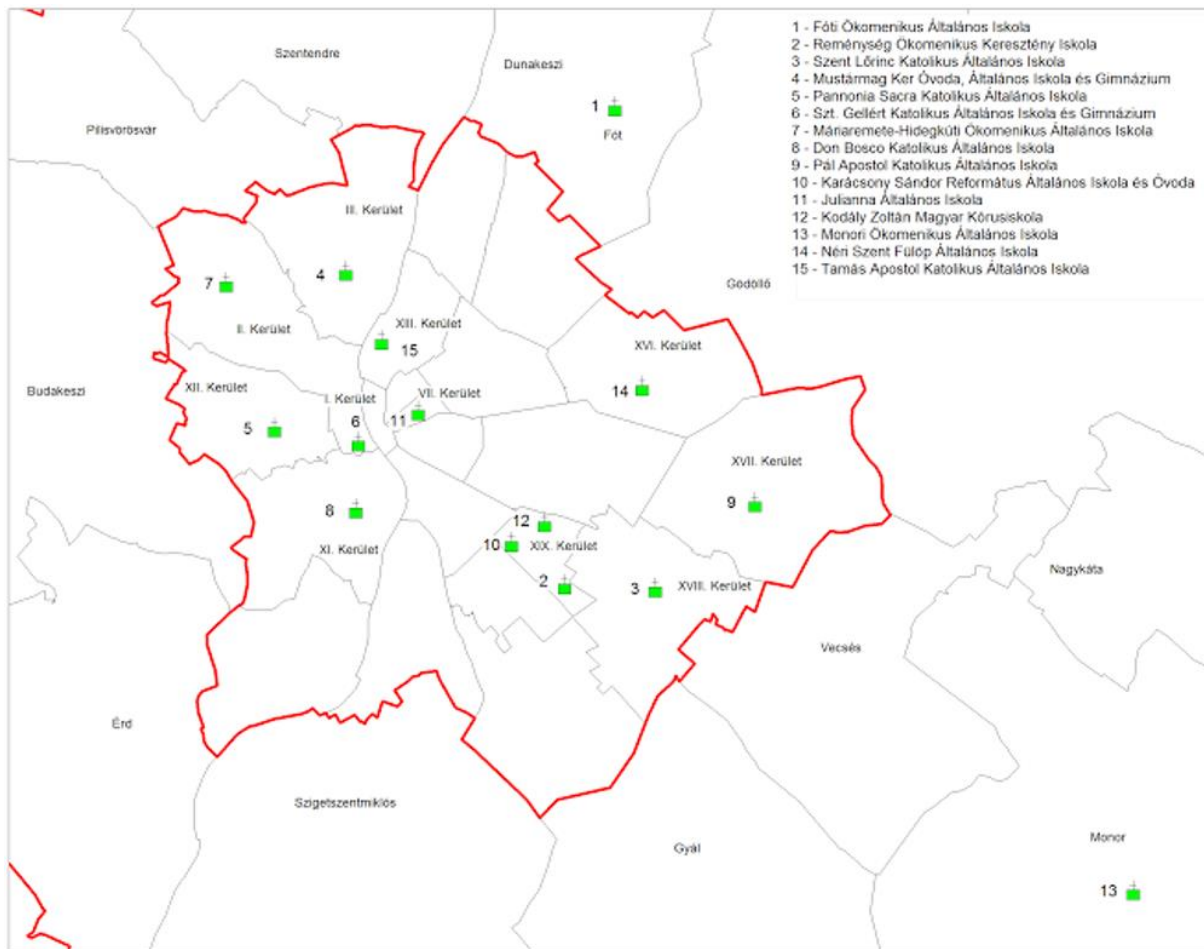 1 - Fóti Ökomenikus Általános Iskola
2 - Reménység Ökomenikus Keresztény Iskola
3 - Szent Lőrinc Katolikus Általános Iskola
4 - Mustármag Ker Óvoda, Általános Iskola és Gimnázium
5 - Pannonia Sacra Katolikus Általános Iskola
6 - Szt. Gellért Katolikus Általános Iskola és Gimnázium
7 - Máriaremete-Hidegkúti Ökomenikus Általános Iskola
8 - Don Bosco Katolikus Általános Iskola
9 - Pál Apostol Katolikus Általános Iskola
10 - Karácsony Sándor Református Általános Iskola és Óvoda
11 - Julianna Általános Iskola
12 - Kodály Zoltán Magyar Kórusiskola
13 - Monori Ökomenikus Általános Iskola
14 - Néri Szent Fülöp Általános Iskola
15 - Tamás Apostol Katolikus Általános Iskola
Szentendre
Dunakeszi
1
Fót
Pilisvörösvár
III. Kerület
4
7
Gödöllő
II. Kerület
XIII. Kerület
15
XVI. Kerület
14
Budakeszi
XII. Kerület
I. Kerület
VII. Kerület
11
5
6
XVII. Kerület
9
8
12
10
XIX. Kerület
XI. Kerület
2
3
XVIII. Kerület
Nagykáta
Vecsés
Érd
Szigetszentmiklós
Gyál
Monor
13